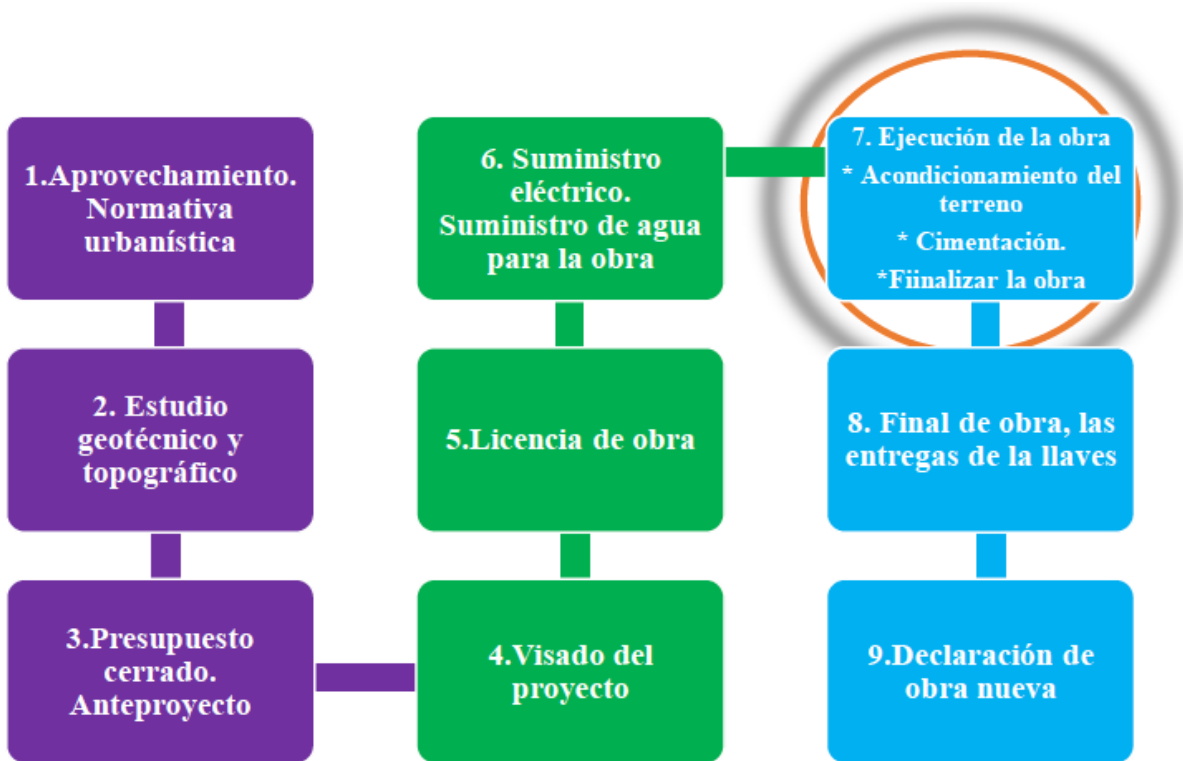 1.Aprovechamiento.
Normativa
urbanística
2. Estudio
geotécnico y
topográfico
3.Presupuesto
cerrado.
Anteproyecto
4.Visado del
proyecto
5.Licencia de obra
6. Suministro
eléctrico.
Suministro de agua
para la obra
7. Ejecución de la obra
* Acondicionamiento del
terreno
* Cimentación.
*Fiinalizar la obra
8. Final de obra, las
entregas de la llaves
9.Declaración de
obra nueva